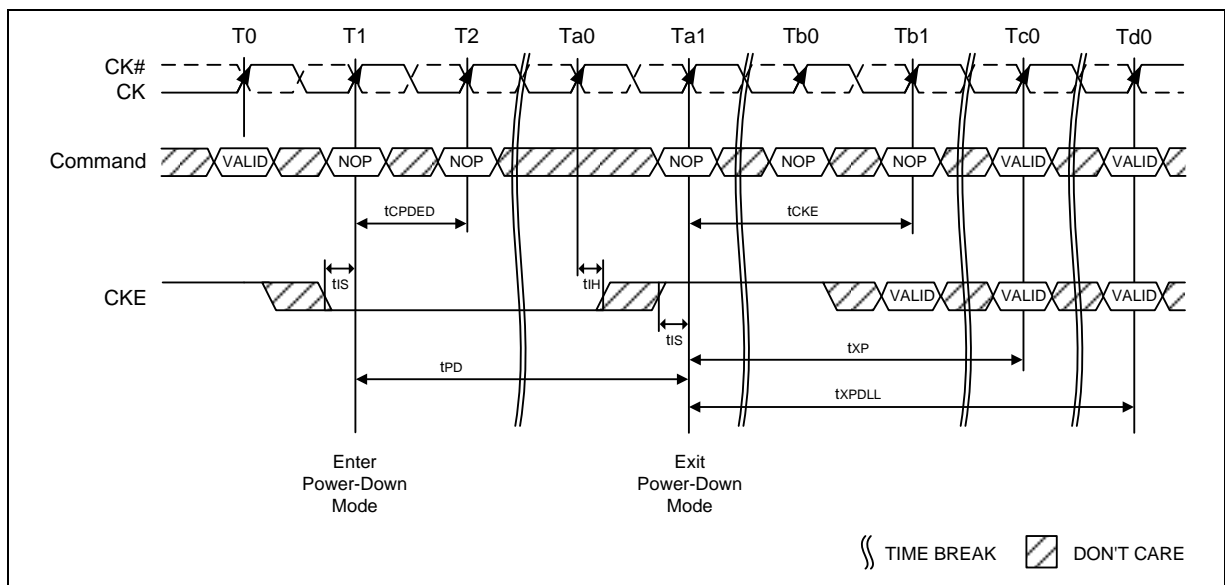 T0 T1 T2 Ta0 Ta1 Tb0 Tb1 Tc0 Td0
CK#
CK
Command VALID NOP NOP NOP NOP NOP VALID VALID
tCPDED tCKE
tIS tIH
CKE VALID VALID VALID
tIS
tPD tXP
tXPDLL
Enter
Power-Down
Mode
Exit
Power-Down
Mode
TIME BREAK DON'T CARE